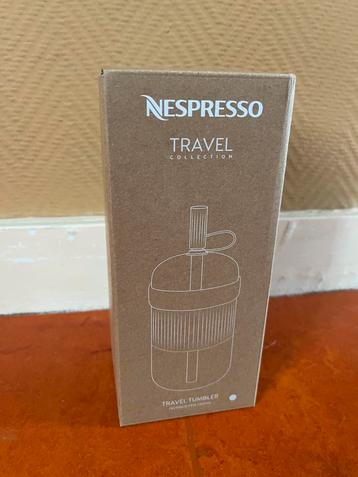 NESPRESSO
TRAVEL
COLLECTION
TRAVEL TUMBLER